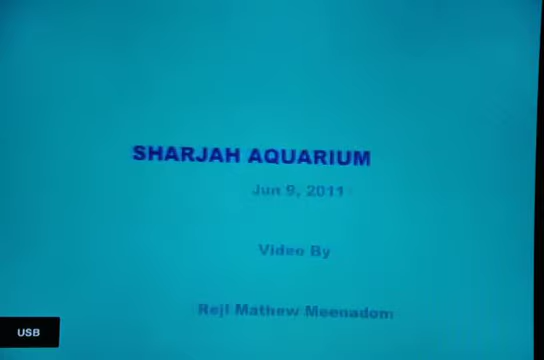 SHARJAH AQUARIUM
Jun 9, 2011
Video By
Reji Mathew Meenadom
USB